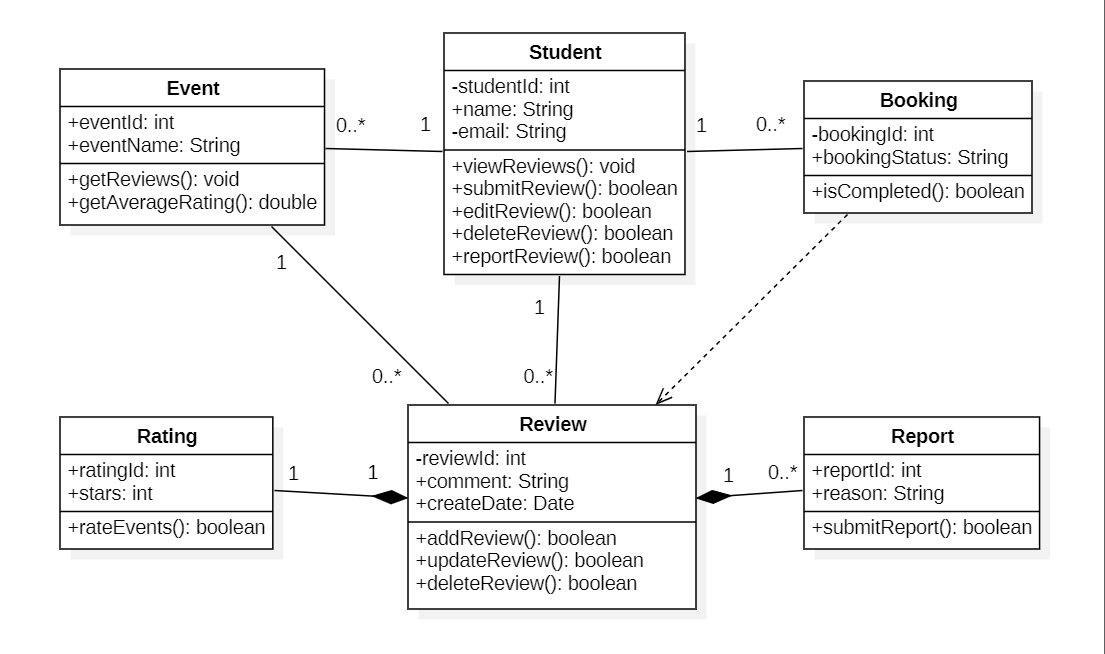 Event
+eventId: int
+eventName: String
+getReviews(): void
+getAverageRating(): double
0..*
1
Student
-studentId: int
+name: String
-email: String
+viewReviews(): void
+submitReview(): boolean
+editReview(): boolean
+deleteReview(): boolean
+reportReview(): boolean
1
0..*
Booking
-bookingId: int
+bookingStatus: String
+isCompleted(): boolean
1
0..*
1
0..*
Rating
+ratingId: int
+stars: int
+rateEvents(): boolean
1
1
Review
-reviewId: int
+comment: String
+createDate: Date
+addReview(): boolean
+updateReview(): boolean
+deleteReview(): boolean
1
0..*
Report
+reportId: int
+reason: String
+submitReport(): boolean